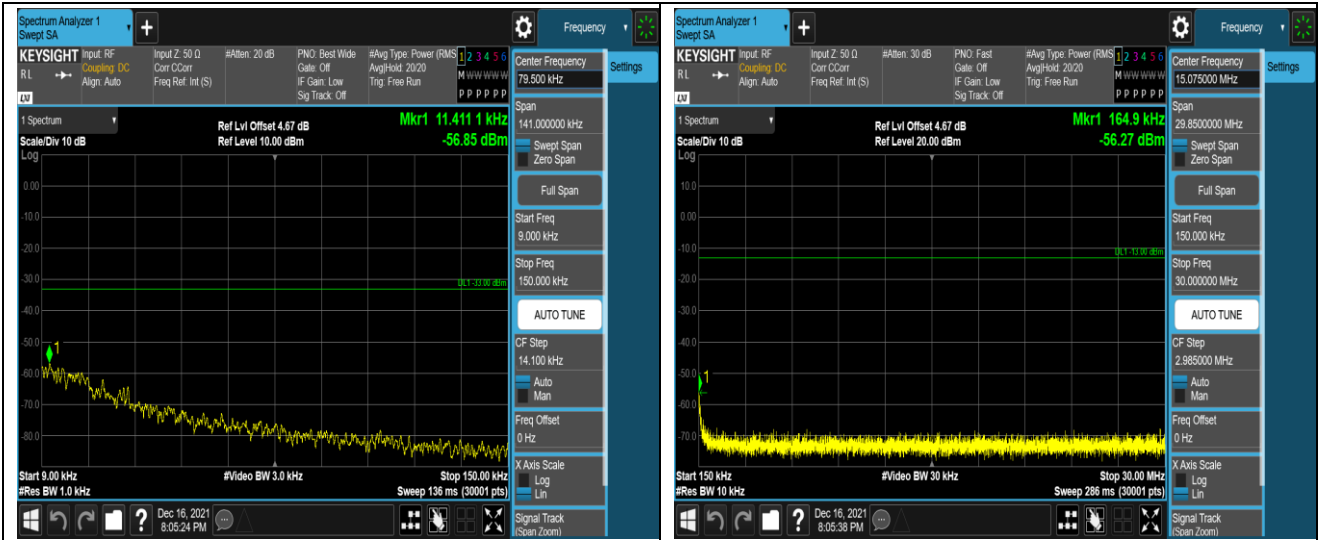 Spectrum Analyzer 1
Swept SA
+
Frequency
KEYSIGHT
Input: RF
Coupling: DC
Align: Auto
Input Z: 50 Ω
Corr CCorr
Freq Ref: Int (S)
#Atten: 20 dB
PNO: Best Wide
Gate: Off
IF Gain: Low
Sig Track: Off
#Avg Type: Power (RMS
Avg|Hold: 20/20
Trig: Free Run
1 2 3 4 5 6
M W W W W W
P P P P P P
R L
LXI
1 Spectrum
Scale/Div 10 dB
Log
Ref Lvl Offset 4.67 dB
Ref Level 10.00 dBm
Mkr1 11.411 1 kHz
-56.85 dBm
0.00
-10.0
-20.0
-30.0
-40.0
-50.0
-60.0
-70.0
-80.0
DL1 -33.00 dBm
1
Start 9.00 kHz
#Res BW 1.0 kHz
#Video BW 3.0 kHz
Stop 150.00 kHz
Sweep 136 ms (30001 pts)
Center Frequency
79.500 kHz
Settings
Span
141.000000 kHz
Swept Span
Zero Span
Full Span
Start Freq
9.000 kHz
Stop Freq
150.000 kHz
AUTO TUNE
CF Step
14.100 kHz
Auto
Man
Freq Offset
0 Hz
X Axis Scale
Log
Lin
Signal Track
(Span Zoom)
?
Dec 16, 2021
8:05:24 PM
Spectrum Analyzer 1
Swept SA
+
Frequency
KEYSIGHT
Input: RF
Coupling: DC
Align: Auto
Input Z: 50 Ω
Corr CCorr
Freq Ref: Int (S)
#Atten: 30 dB
PNO: Fast
Gate: Off
IF Gain: Low
Sig Track: Off
#Avg Type: Power (RMS
Avg|Hold: 20/20
Trig: Free Run
1 2 3 4 5 6
M W W W W W
P P P P P P
R L
LXI
1 Spectrum
Scale/Div 10 dB
Log
Ref Lvl Offset 4.67 dB
Ref Level 20.00 dBm
Mkr1 164.9 kHz
-56.27 dBm
10.0
0.00
-10.0
-20.0
-30.0
-40.0
-50.0
-60.0
-70.0
DL1 -13.00 dBm
1
Start 150 kHz
#Res BW 10 kHz
#Video BW 30 kHz
Stop 30.00 MHz
Sweep 286 ms (30001 pts)
Center Frequency
15.075000 MHz
Settings
Span
29.8500000 MHz
Swept Span
Zero Span
Full Span
Start Freq
150.000 kHz
Stop Freq
30.000000 MHz
AUTO TUNE
CF Step
2.985000 MHz
Auto
Man
Freq Offset
0 Hz
X Axis Scale
Log
Lin
Signal Track
(Span Zoom)
?
Dec 16, 2021
8:05:38 PM